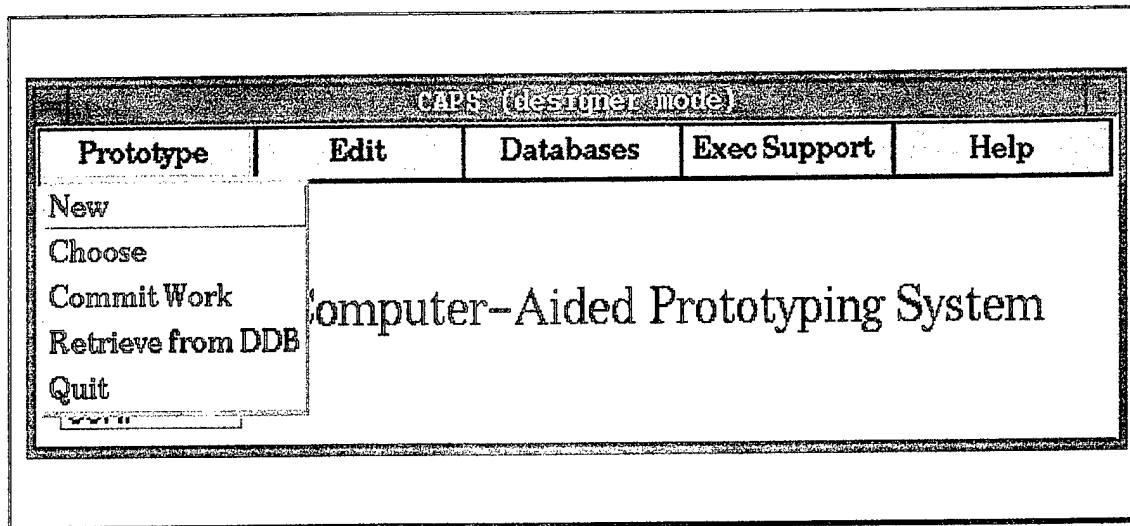 CAPS (designer mode)
Prototype Edit Databases Exec Support Help
New
Choose
Commit Work
omputer-Aided Prototyping System
Retrieve from DDB
Quit